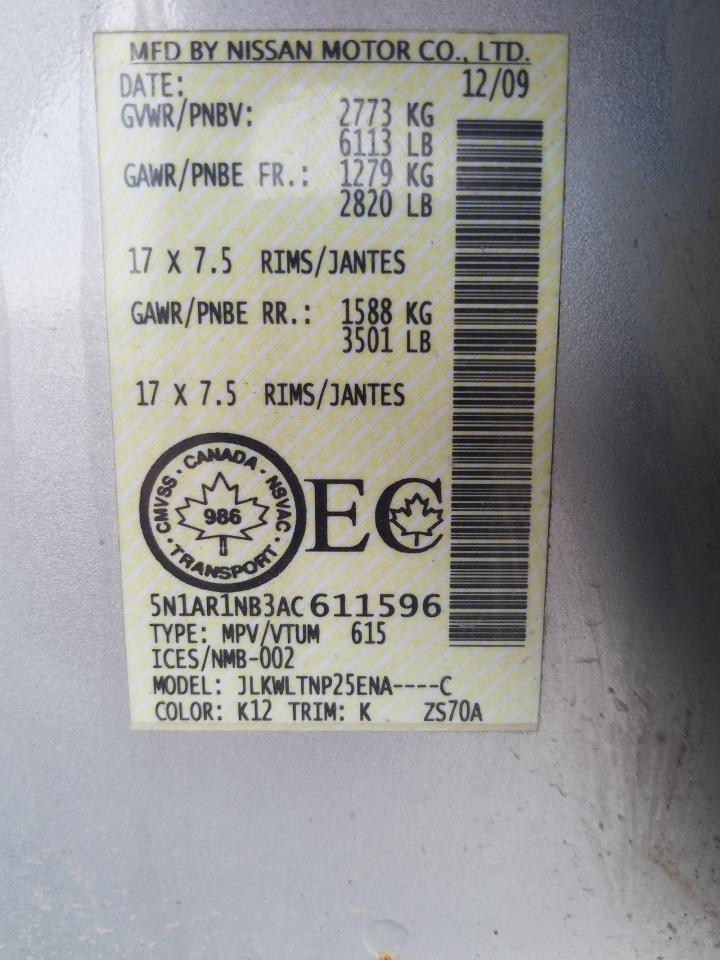 MFD BY NISSAN MOTOR CO., LTD.
DATE: 12/09
GVWR/PNBV: 2773 KG
6113 LB
GAWR/PNBE FR.: 1279 KG
2820 LB
17 X 7.5 RIMS/JANTES
GAWR/PNBE RR.: 1588 KG
3501 LB
17 X 7.5 RIMS/JANTES
CMVSS · CANADA · NSVAC · TRANSPORT ·
986
EC
5N1AR1NB3AC611596
TYPE: MPV/VTUM 615
ICES/NMB-002
MODEL: JLKWLTNP25ENA----C
COLOR: K12 TRIM: K ZS70A